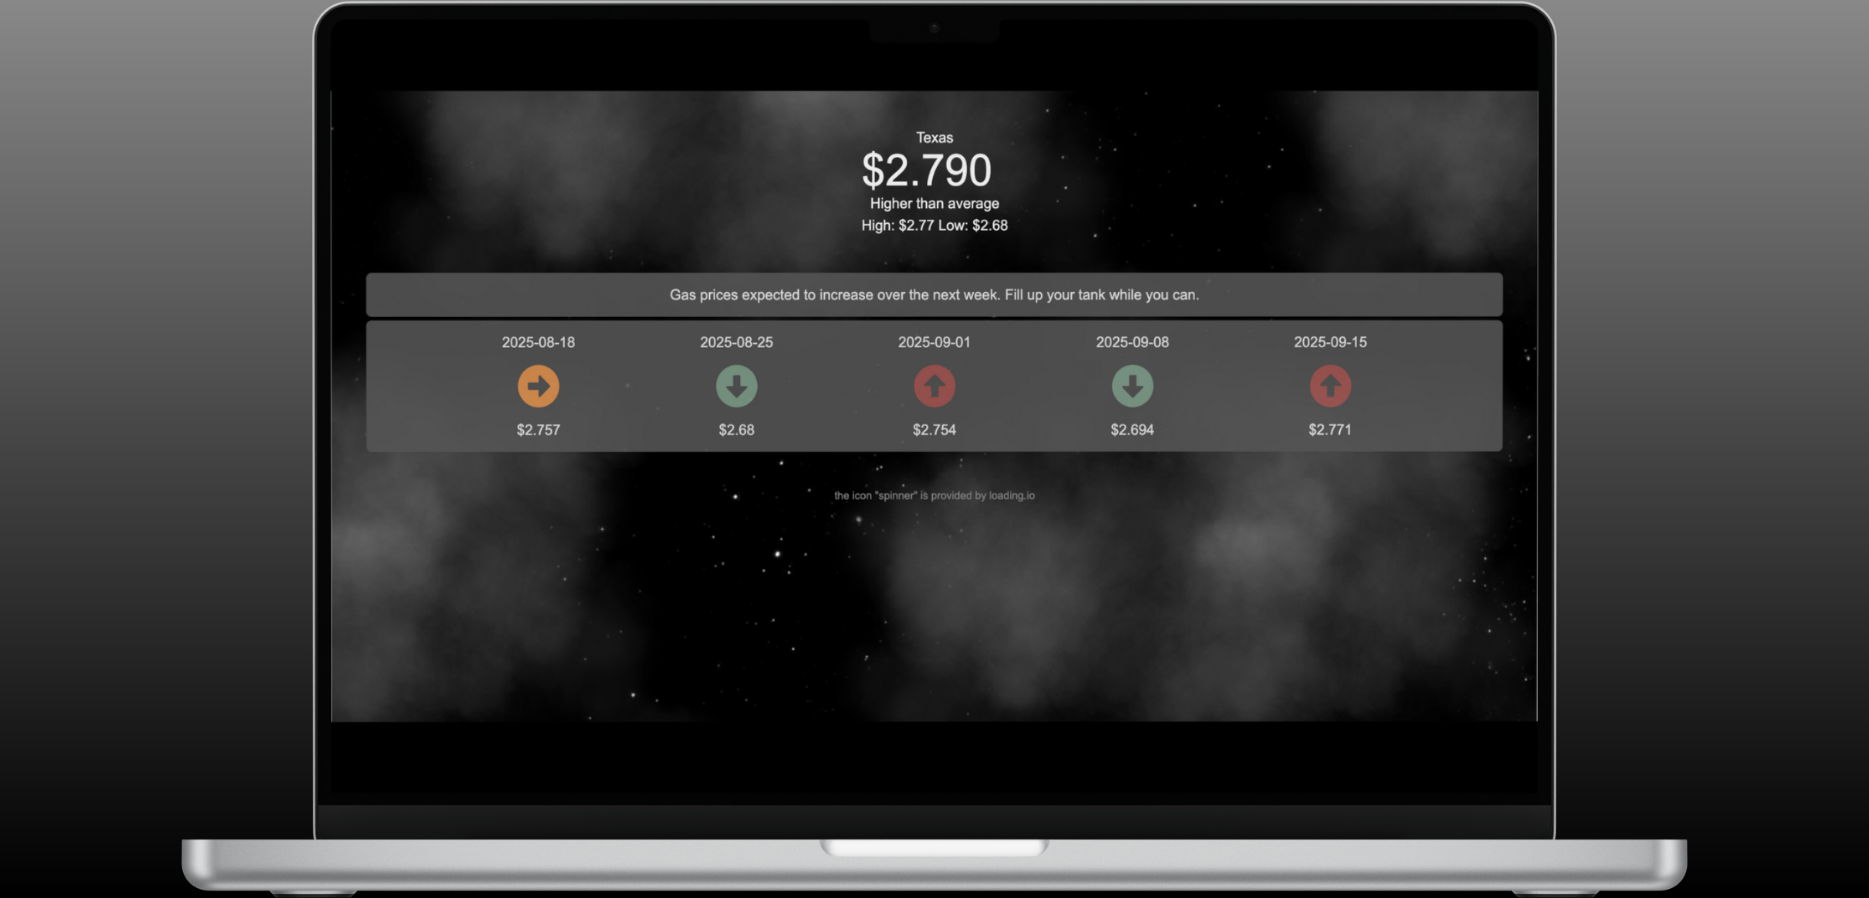 Texas
$2.790
Higher than average
High: $2.77 Low: $2.68
Gas prices expected to increase over the next week. Fill up your tank while you can.
2025-08-18 2025-08-25 2025-09-01 2025-09-08 2025-09-15
$2.757 $2.68 $2.754 $2.694 $2.771
the icon "spinner" is provided by loading.io